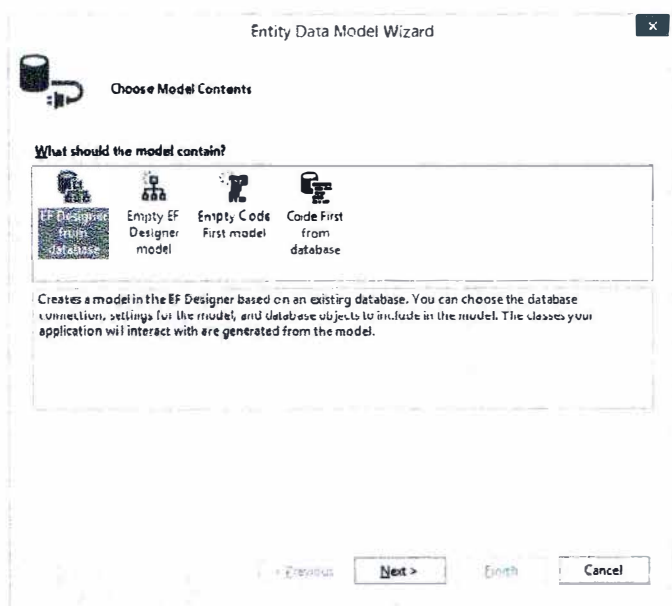 Entity Data Model Wizard
Choose Model Contents
What should the model contain?
EF Designer
from
database
Empty EF
Designer
model
Empty Code
First model
Code First
from
database
Creates a model in the EF Designer based on an existing database. You can choose the database
connection, settings for the model, and database objects to include in the model. The classes your
application will interact with are generated from the model.
< Previous
Next >
Finish
Cancel